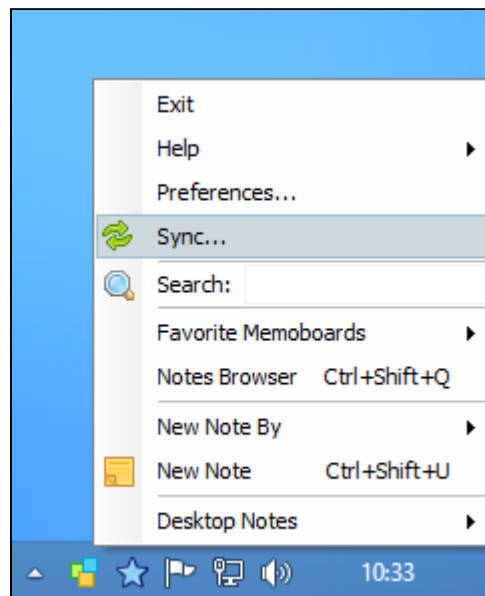 Exit
Help
Preferences...
Sync...
Search:
Favorite Memoboards
Notes Browser Ctrl+Shift+Q
New Note By
New Note Ctrl+Shift+U
Desktop Notes
10:33